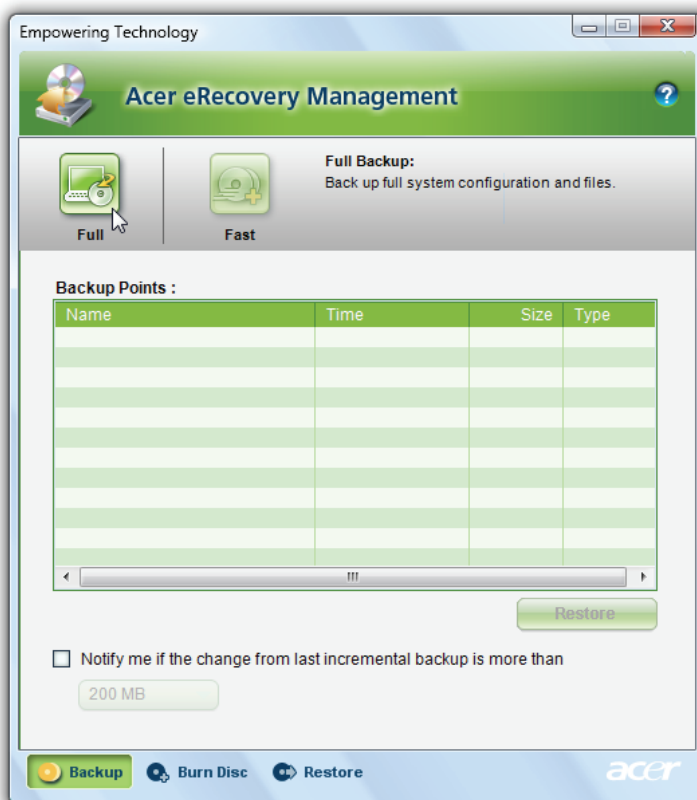 Empowering Technology
Acer eRecovery Management
?
Full Backup:
Back up full system configuration and files.
Full
Fast
Backup Points :
Name Time Size Type
Restore
Notify me if the change from last incremental backup is more than
200 MB
Backup Burn Disc Restore acer